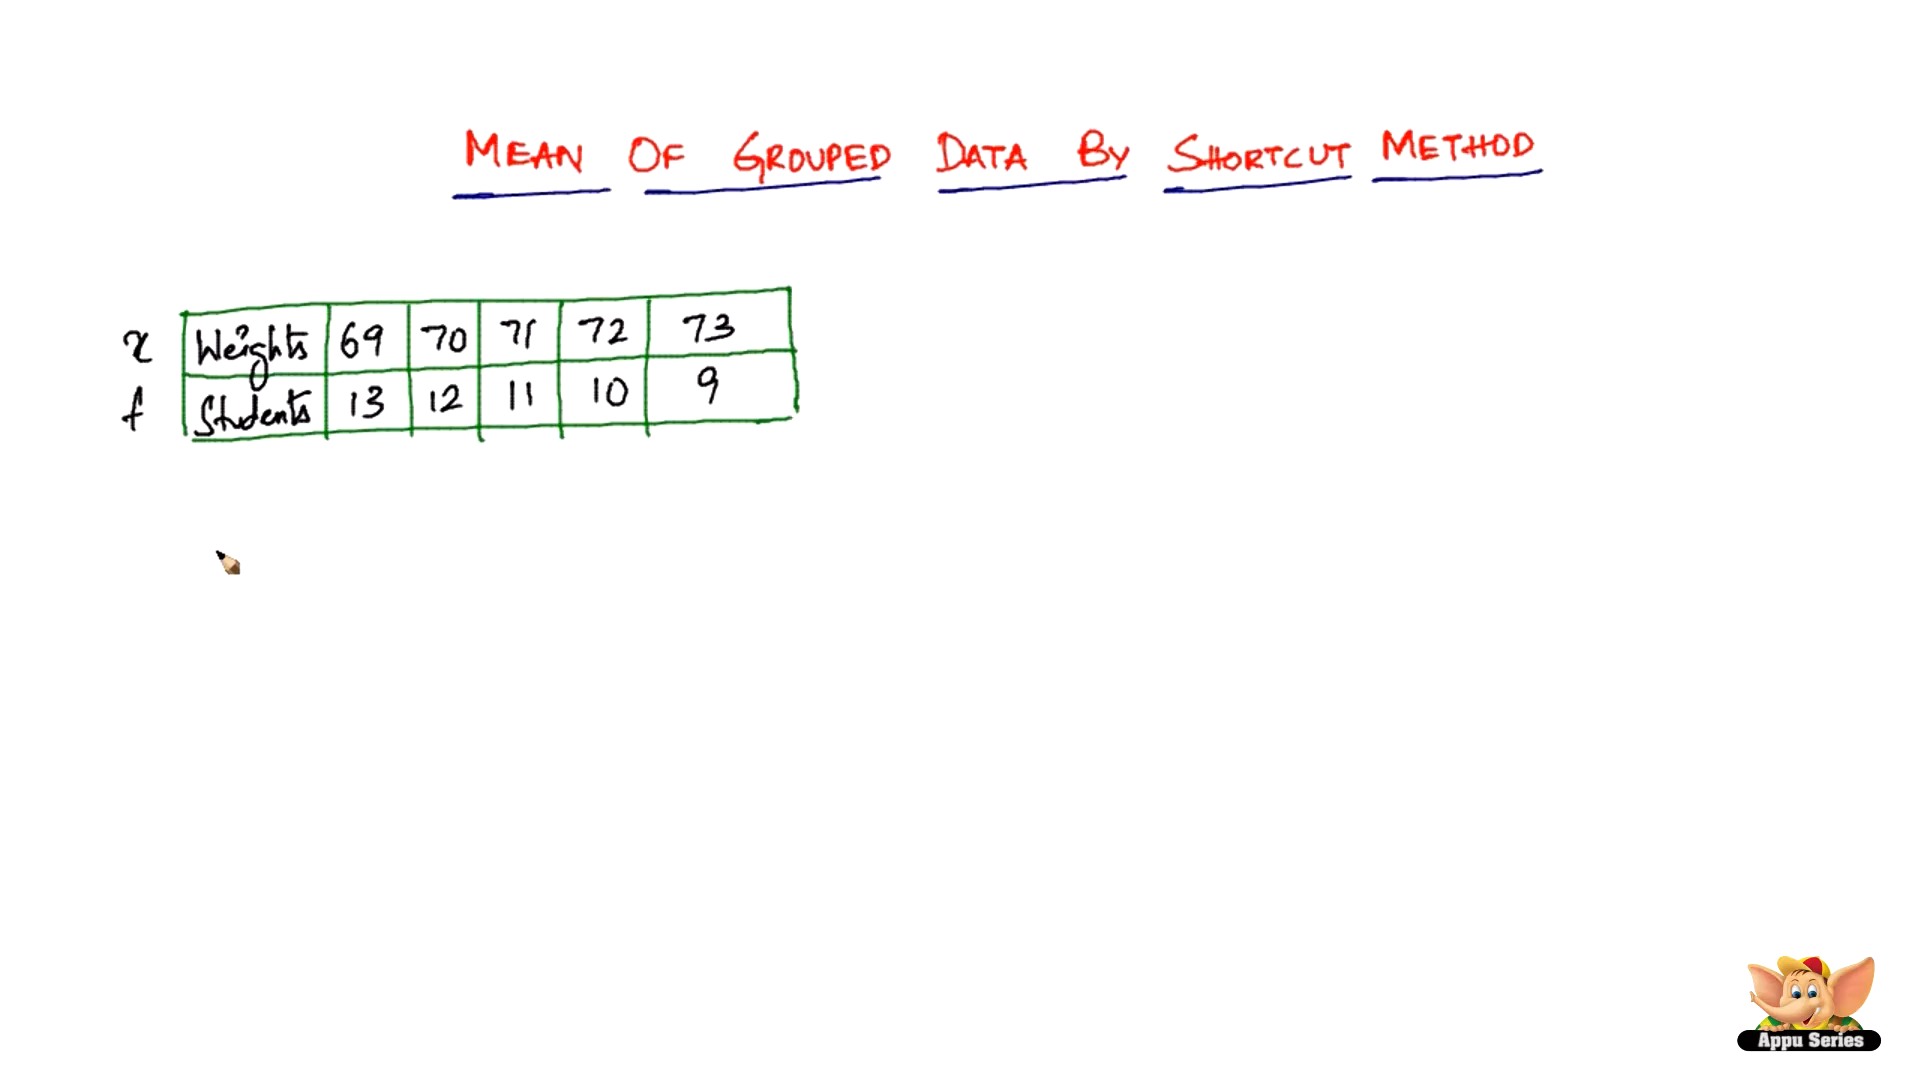 MEAN OF GROUPED DATA BY SHORTCUT METHOD
x Weights 69 70 71 72 73
f Students 13 12 11 10 9
Appu Series